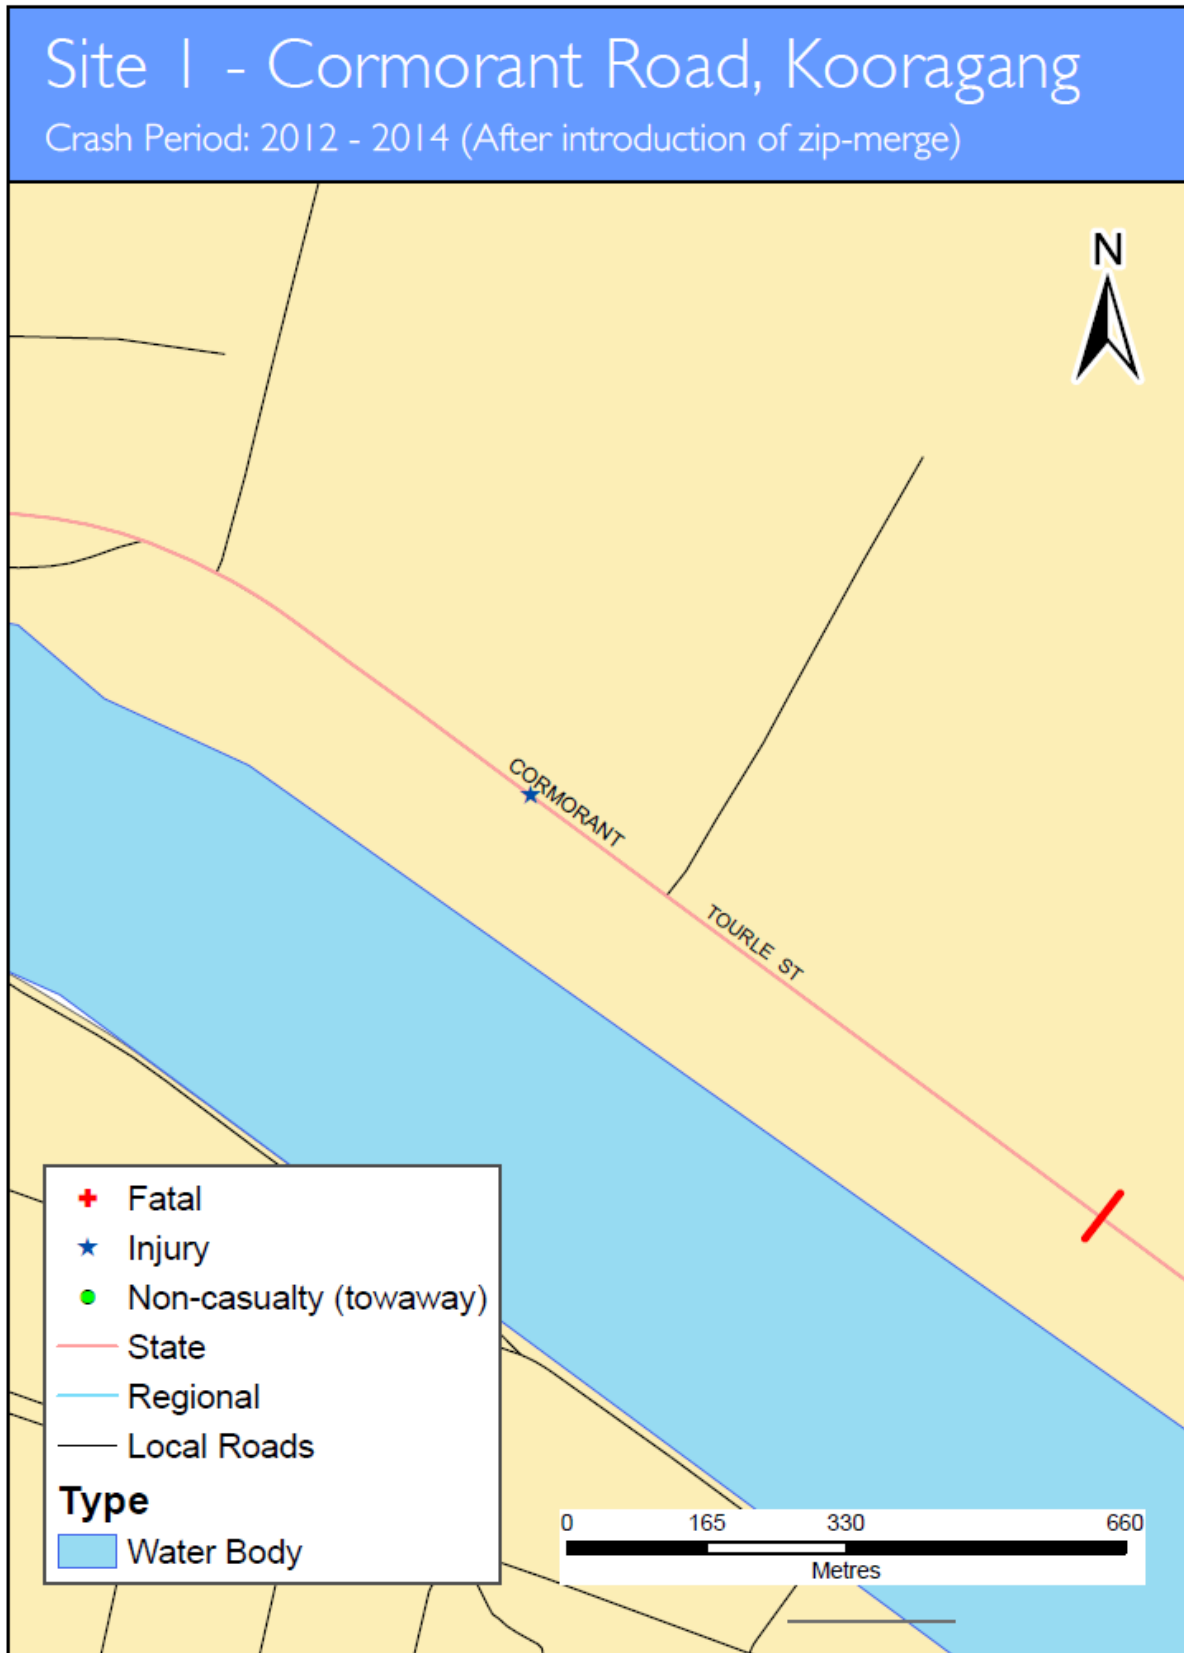 Site 1 - Cormorant Road, Kooragang
Crash Period: 2012 - 2014 (After introduction of zip-merge)
N
CORMORANT
TOURLE ST
Fatal
Injury
Non-casualty (towaway)
State
Regional
Local Roads
Type
Water Body
0 165 330 660
Metres